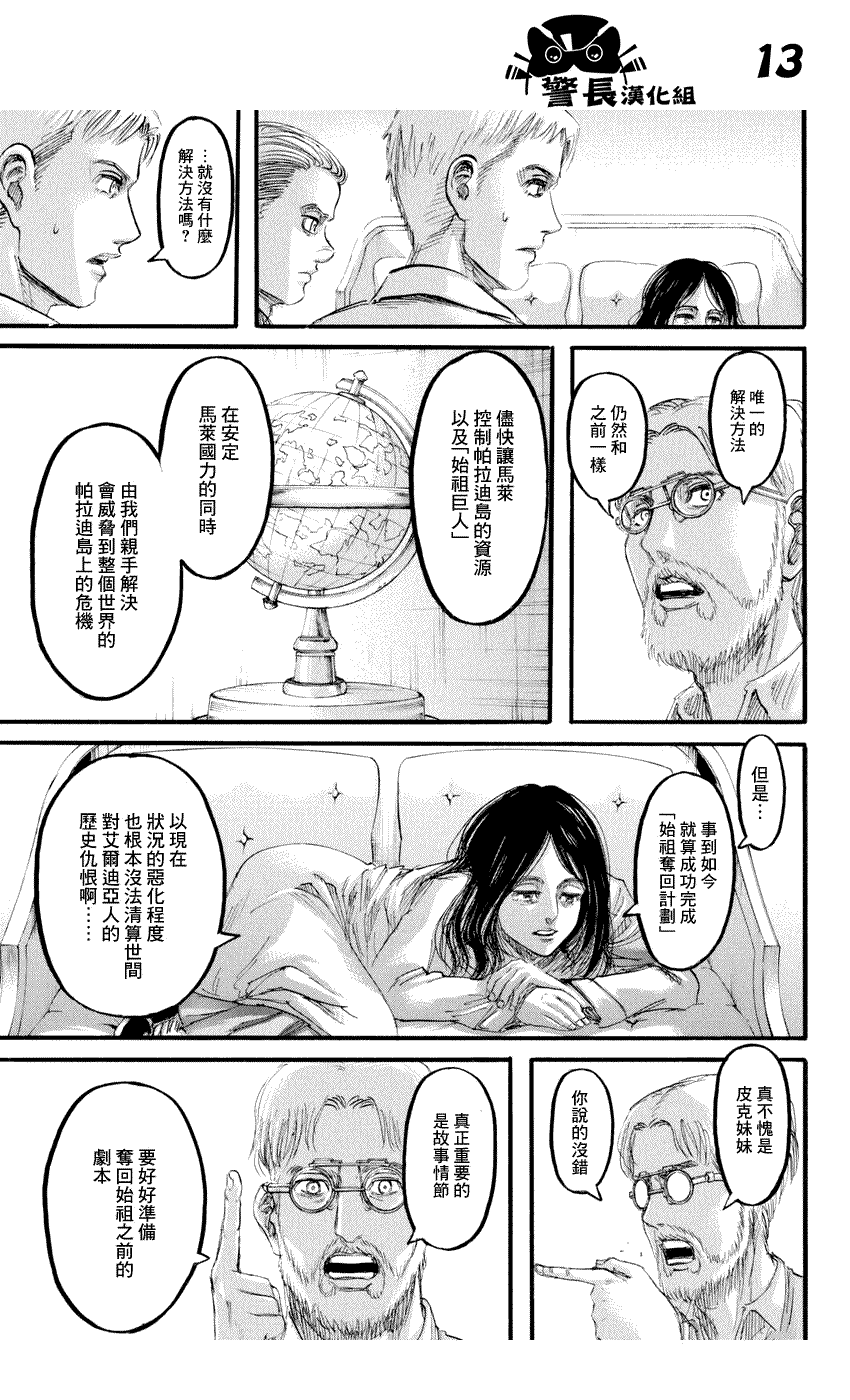 13
警長漢化組
…就沒有什麼
解決方法嗎？
唯一的
解決方法
仍然和
之前一樣
儘快讓馬萊
控制帕拉迪島的資源
以及「始祖巨人」
在安定
馬萊國力的同時
由我們親手解決
會威脅到整個世界的
帕拉迪島上的危機
但是…
事到如今
就算成功完成
「始祖奪回計劃」
以現在
狀況的惡化程度
也根本沒法清算世間
對艾爾迪亞人的
歷史仇恨啊……
真不愧是
皮克妹妹
你說的沒錯
真正重要的
是故事情節
要好好準備
奪回始祖之前的
劇本